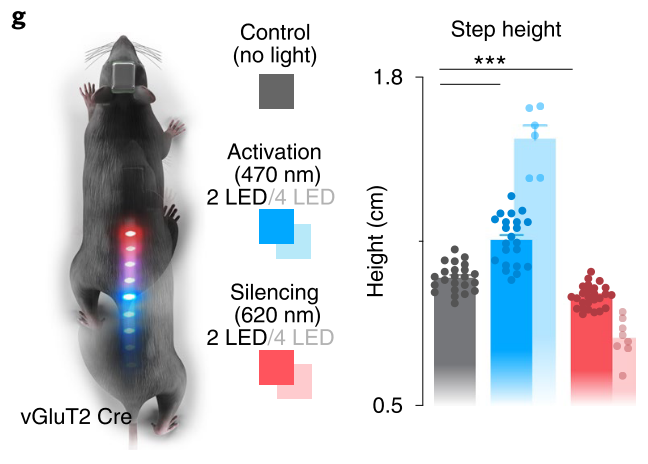 g
Control
(no light)
Activation
(470 nm)
2 LED/4 LED
Silencing
(620 nm)
2 LED/4 LED
vGluT2 Cre
Step height
***
1.8
Height (cm)
0.5